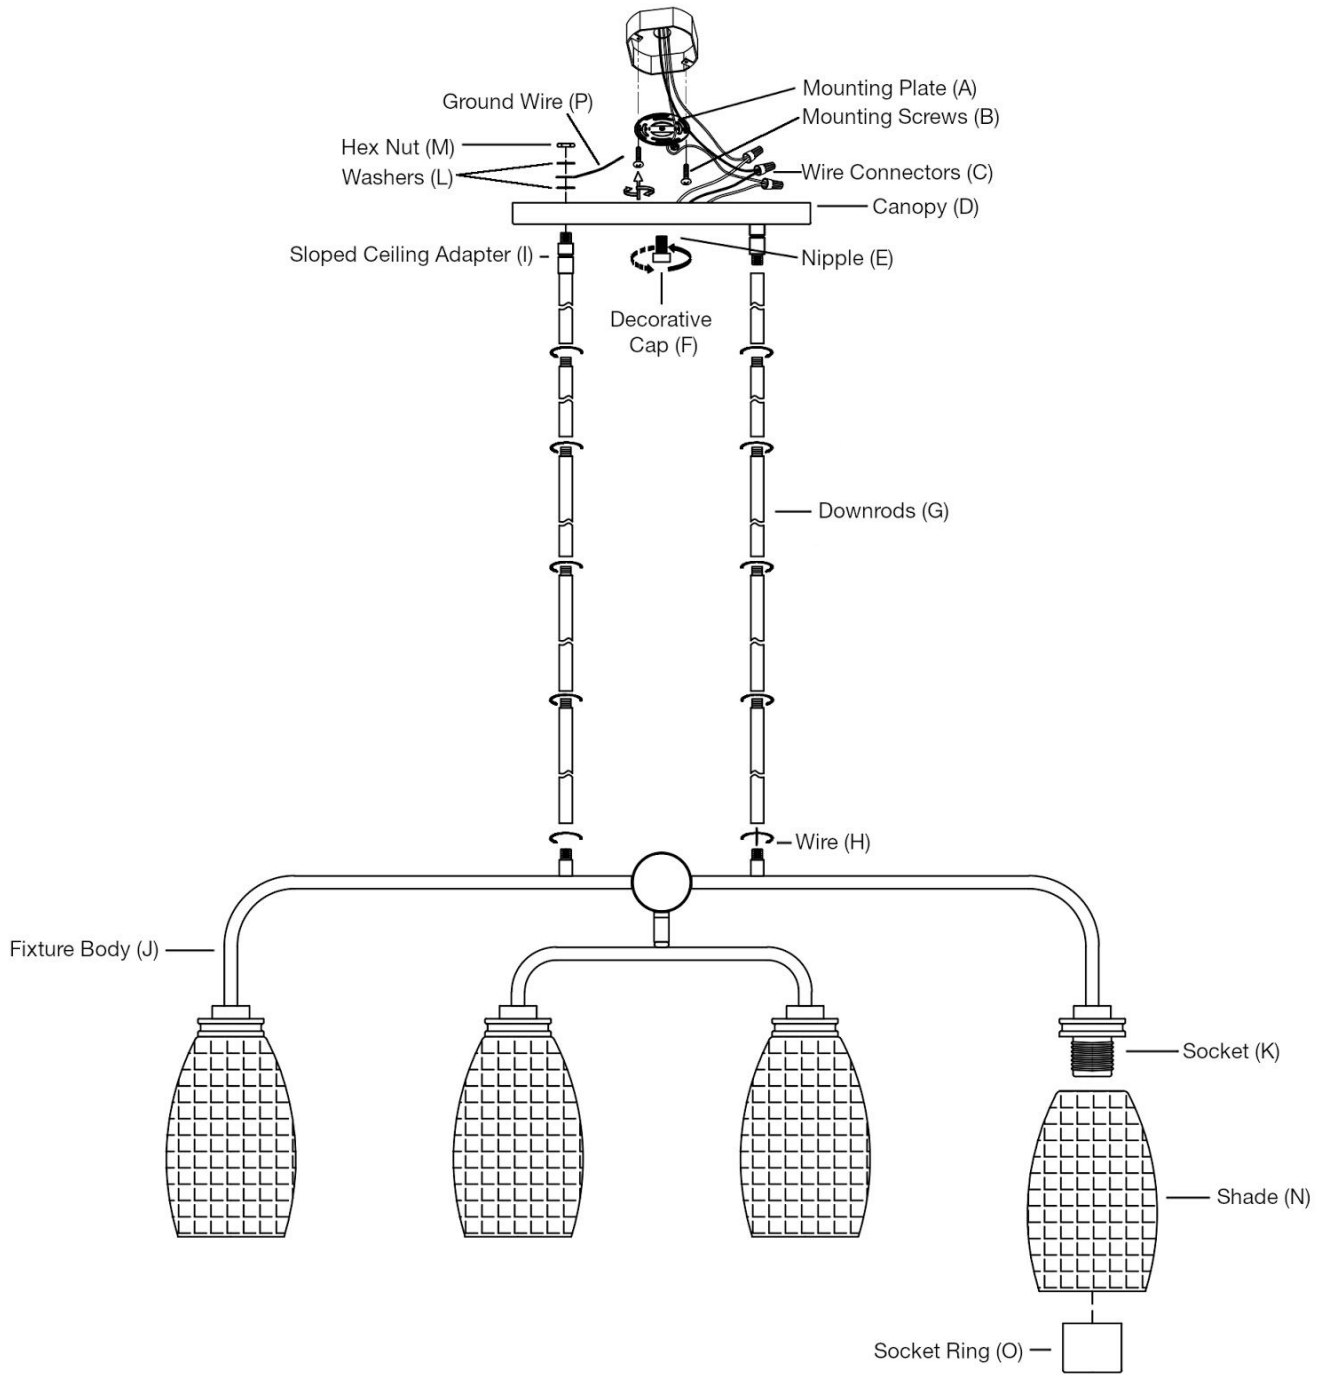 Mounting Plate (A)
Ground Wire (P)
Mounting Screws (B)
Hex Nut (M)
Washers (L)
Wire Connectors (C)
Canopy (D)
Sloped Ceiling Adapter (I)
Nipple (E)
Decorative
Cap (F)
Downrods (G)
Wire (H)
Fixture Body (J)
Socket (K)
Shade (N)
Socket Ring (O)